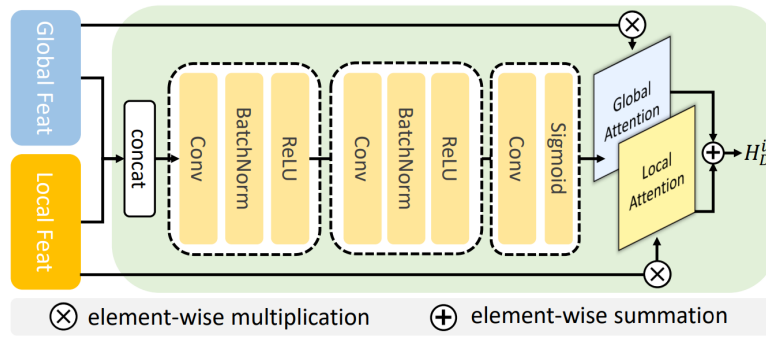 Global Feat
Local Feat
concat
Conv
BatchNorm
ReLU
Conv
BatchNorm
ReLU
Conv
Sigmoid
Global
Attention
Local
Attention
H_D^i
⊗ element-wise multiplication
⊕ element-wise summation